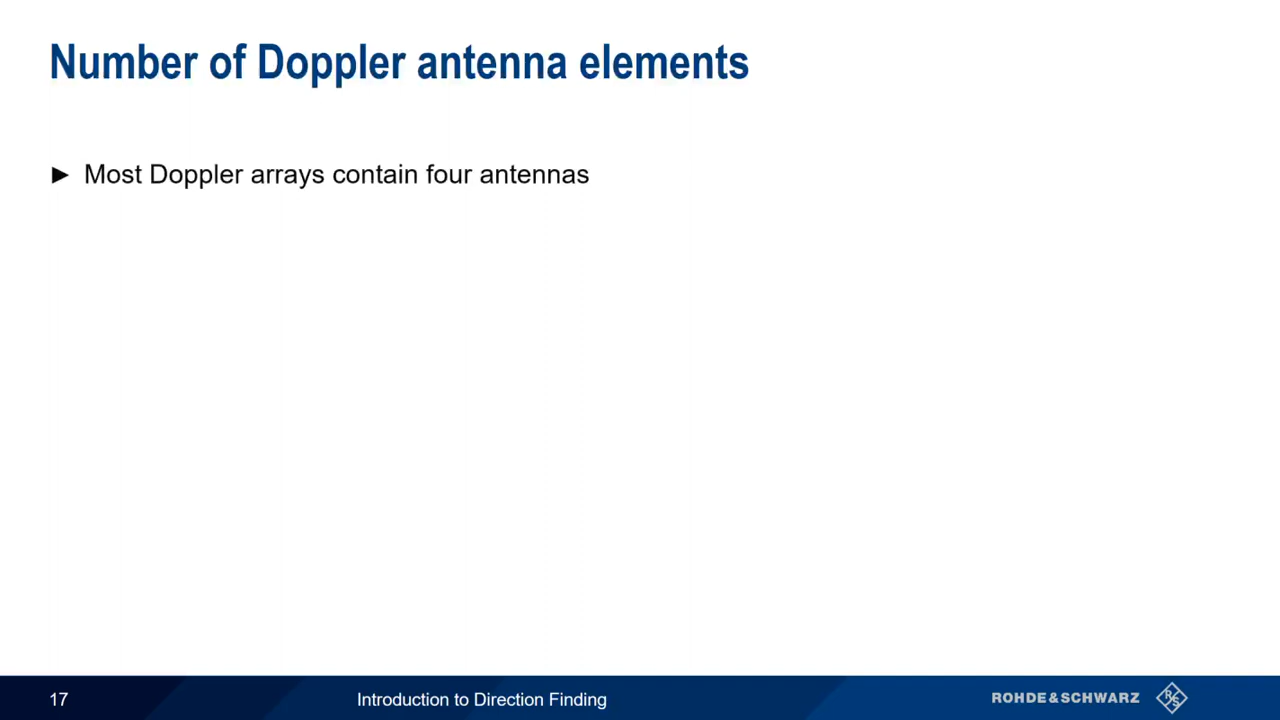 Number of Doppler antenna elements
► Most Doppler arrays contain four antennas
17
Introduction to Direction Finding
ROHDE&SCHWARZ
R&S